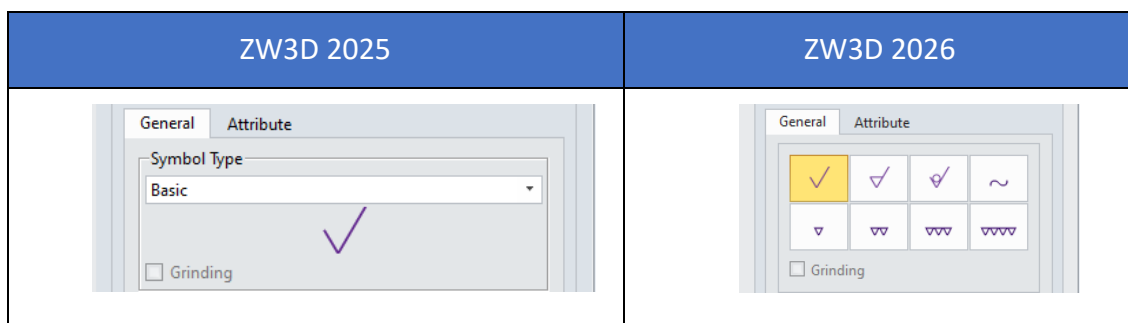 ZW3D 2025
ZW3D 2026
General Attribute
Symbol Type
Basic
Grinding
General Attribute
Grinding